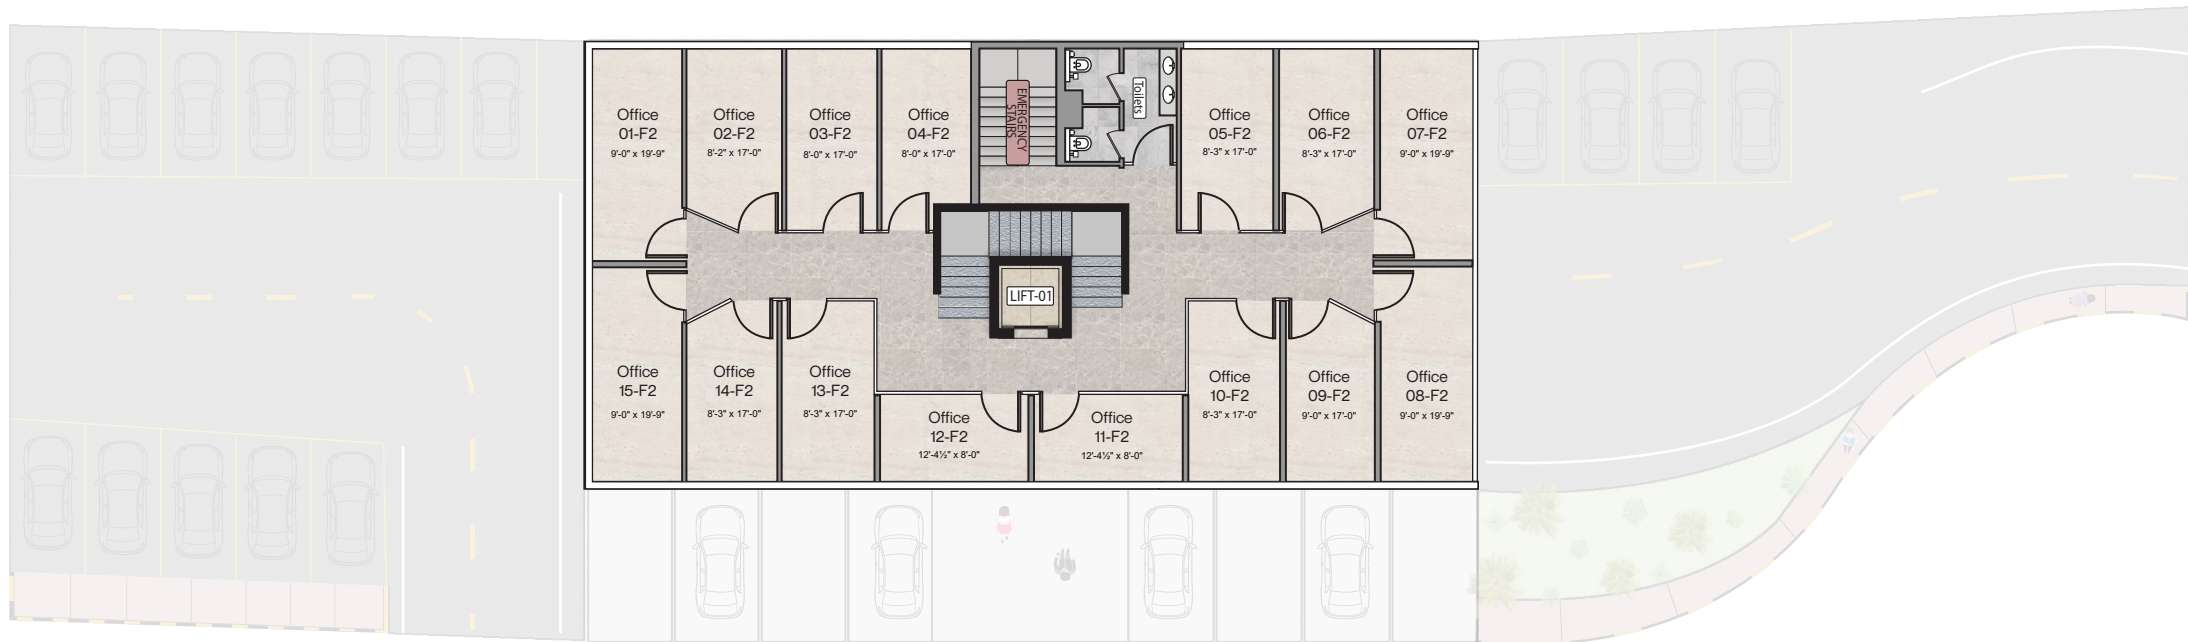 Office
01-F2
9'-0" x 19'-9"
Office
02-F2
8'-2" x 17'-0"
Office
03-F2
8'-0" x 17'-0"
Office
04-F2
8'-0" x 17'-0"
EMERGENCY
STAIRS
Toilets
Office
05-F2
8'-3" x 17'-0"
Office
06-F2
8'-3" x 17'-0"
Office
07-F2
9'-0" x 19'-9"
LIFT-01
Office
15-F2
9'-0" x 19'-9"
Office
14-F2
8'-3" x 17'-0"
Office
13-F2
8'-3" x 17'-0"
Office
12-F2
12'-4½" x 8'-0"
Office
11-F2
12'-4½" x 8'-0"
Office
10-F2
8'-3" x 17'-0"
Office
09-F2
9'-0" x 17'-0"
Office
08-F2
9'-0" x 19'-9"